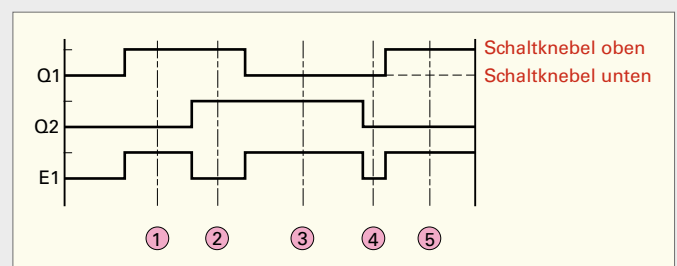 Schaltknebel oben
Q1
Schaltknebel unten
Q2
E1
1 2 3 4 5